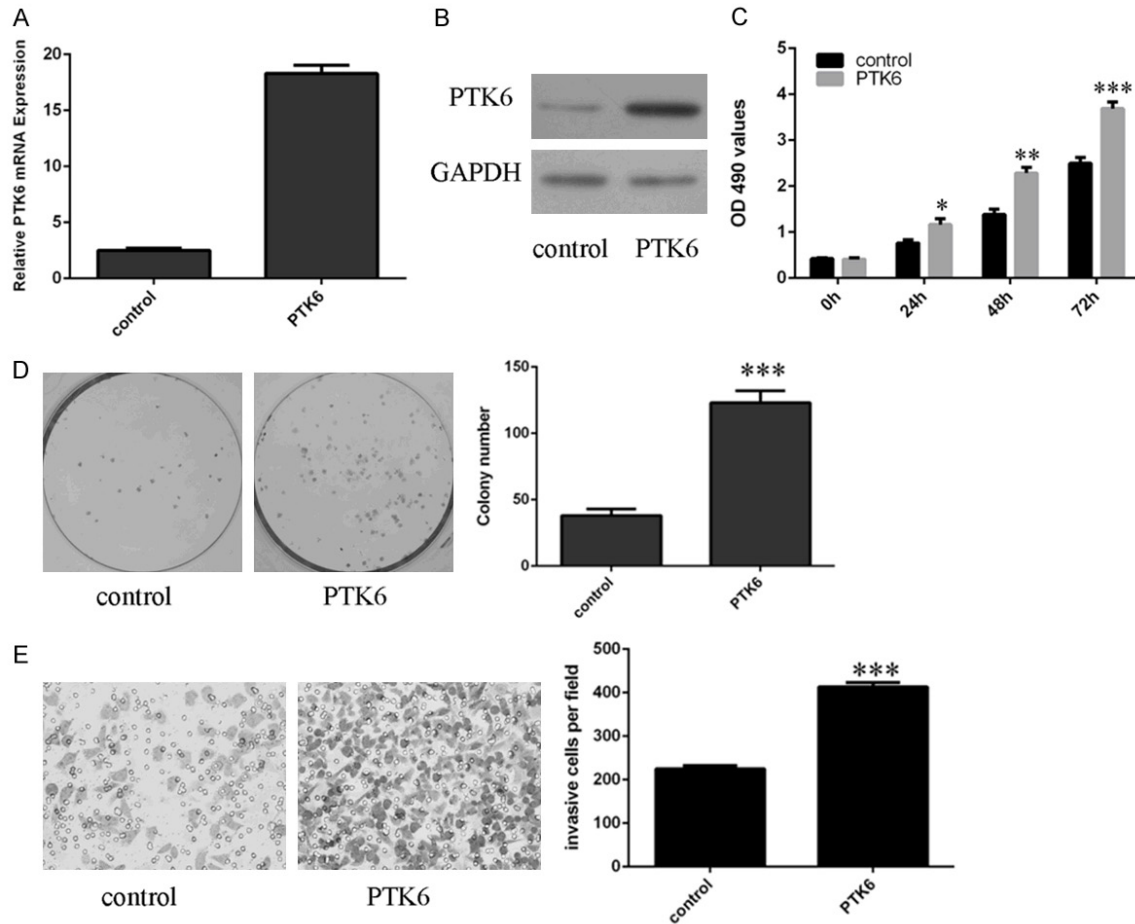 A
Relative PTK6 mRNA Expression
20
15
10
5
0
control
PTK6
B
PTK6
GAPDH
control PTK6
C
control
PTK6
OD 490 values
5
4
3
2
1
0
*
**
***
0h
24h
48h
72h
D
control
PTK6
Colony number
150
100
50
0
***
control
PTK6
E
control
PTK6
invasive cells per field
500
400
300
200
100
0
***
control
PTK6